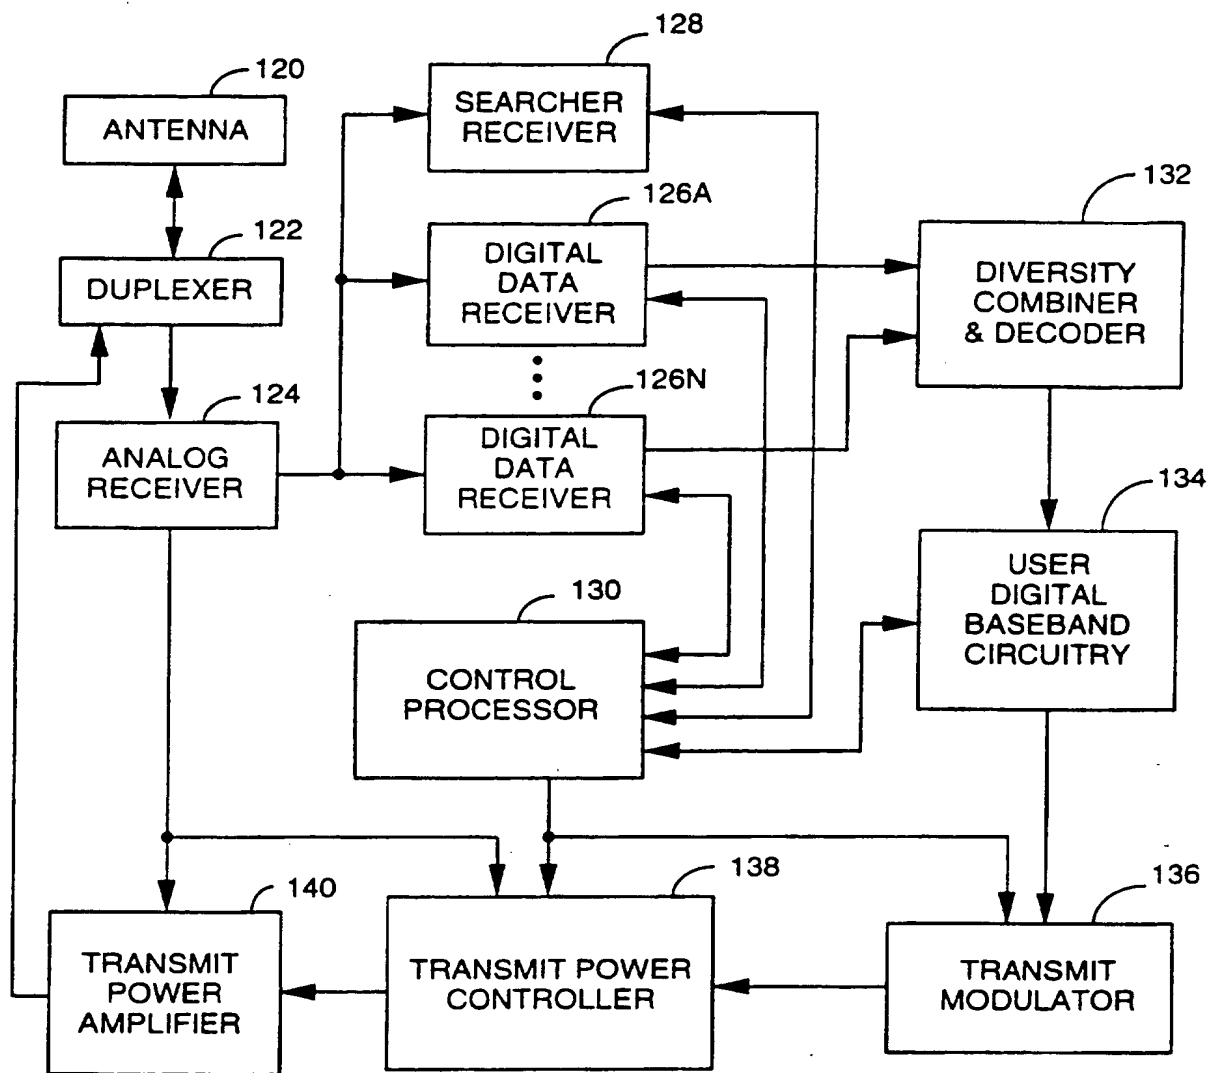 120
ANTENNA
122
DUPLEXER
124
ANALOG
RECEIVER
128
SEARCHER
RECEIVER
126A
DIGITAL
DATA
RECEIVER
126N
DIGITAL
DATA
RECEIVER
132
DIVERSITY
COMBINER
& DECODER
134
USER
DIGITAL
BASEBAND
CIRCUITRY
130
CONTROL
PROCESSOR
140
TRANSMIT
POWER
AMPLIFIER
138
TRANSMIT POWER
CONTROLLER
136
TRANSMIT
MODULATOR